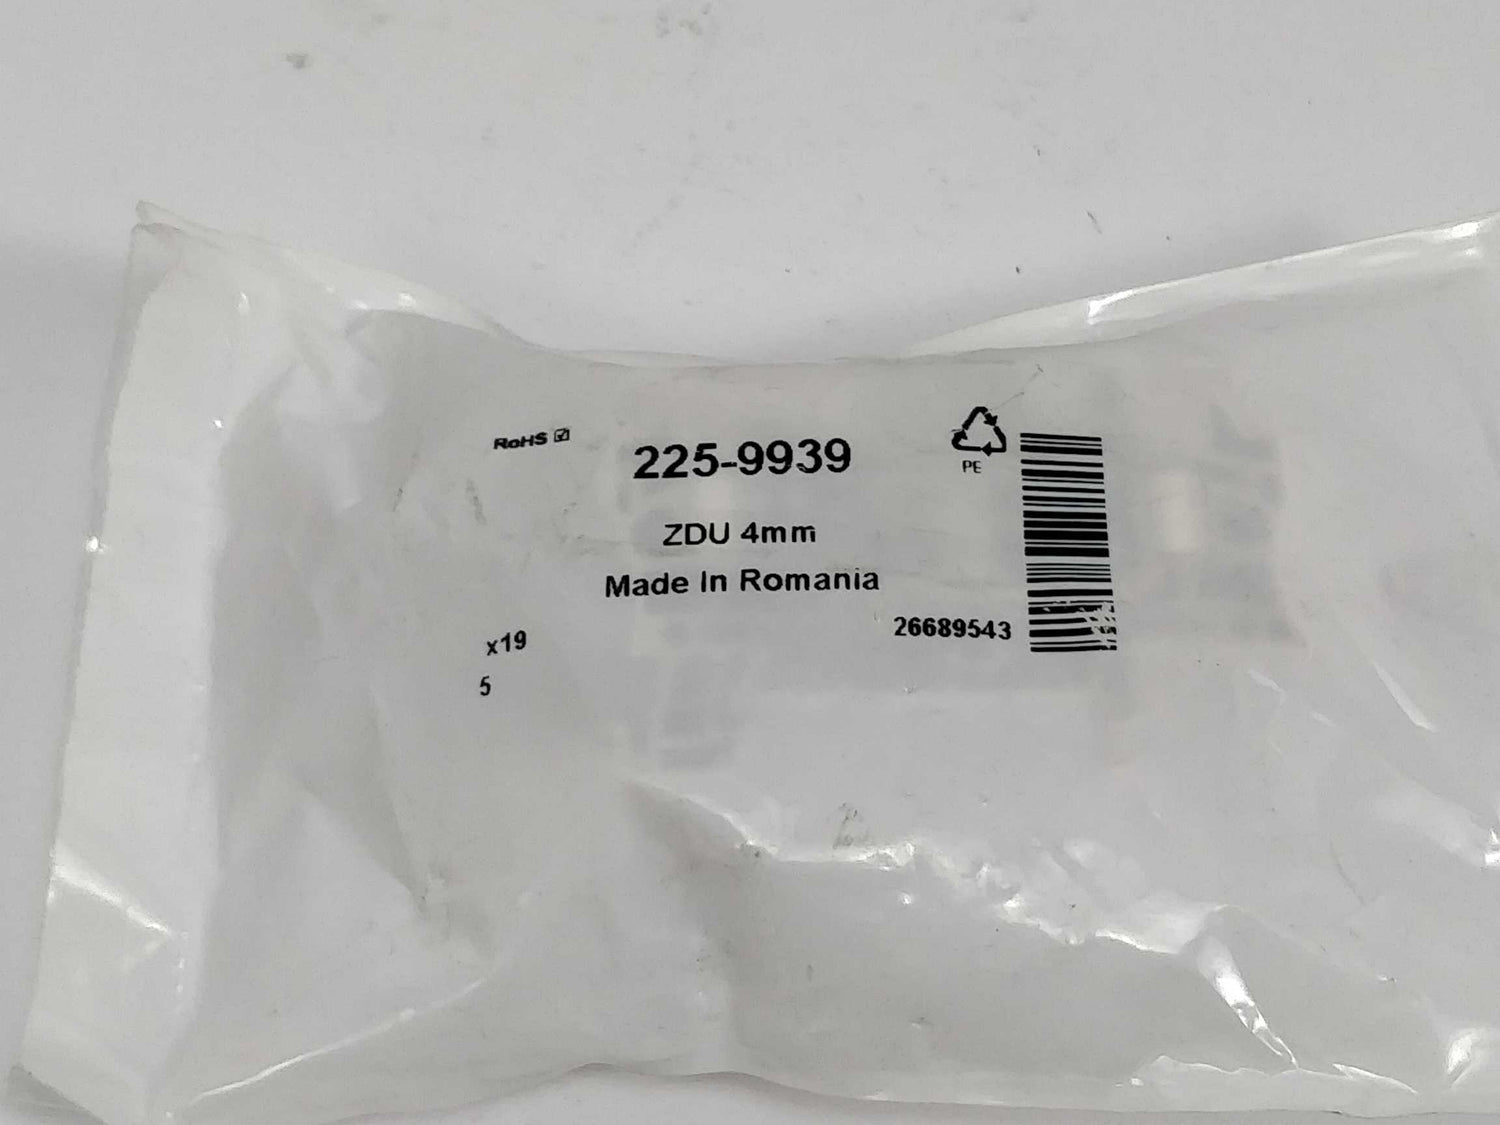 RoHS ☑
225-9939
PE
ZDU 4mm
Made In Romania
26689543
x19
5